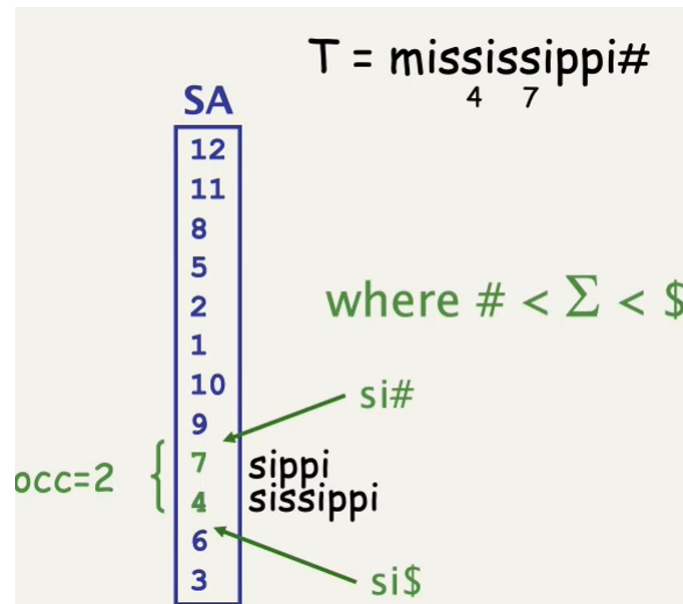 T = mississippi#
4 7
SA
12
11
8
5
2
where # < Σ < $
1
10
si#
9
7 sippi
occ=2 { 4 sissippi
6
3
si$